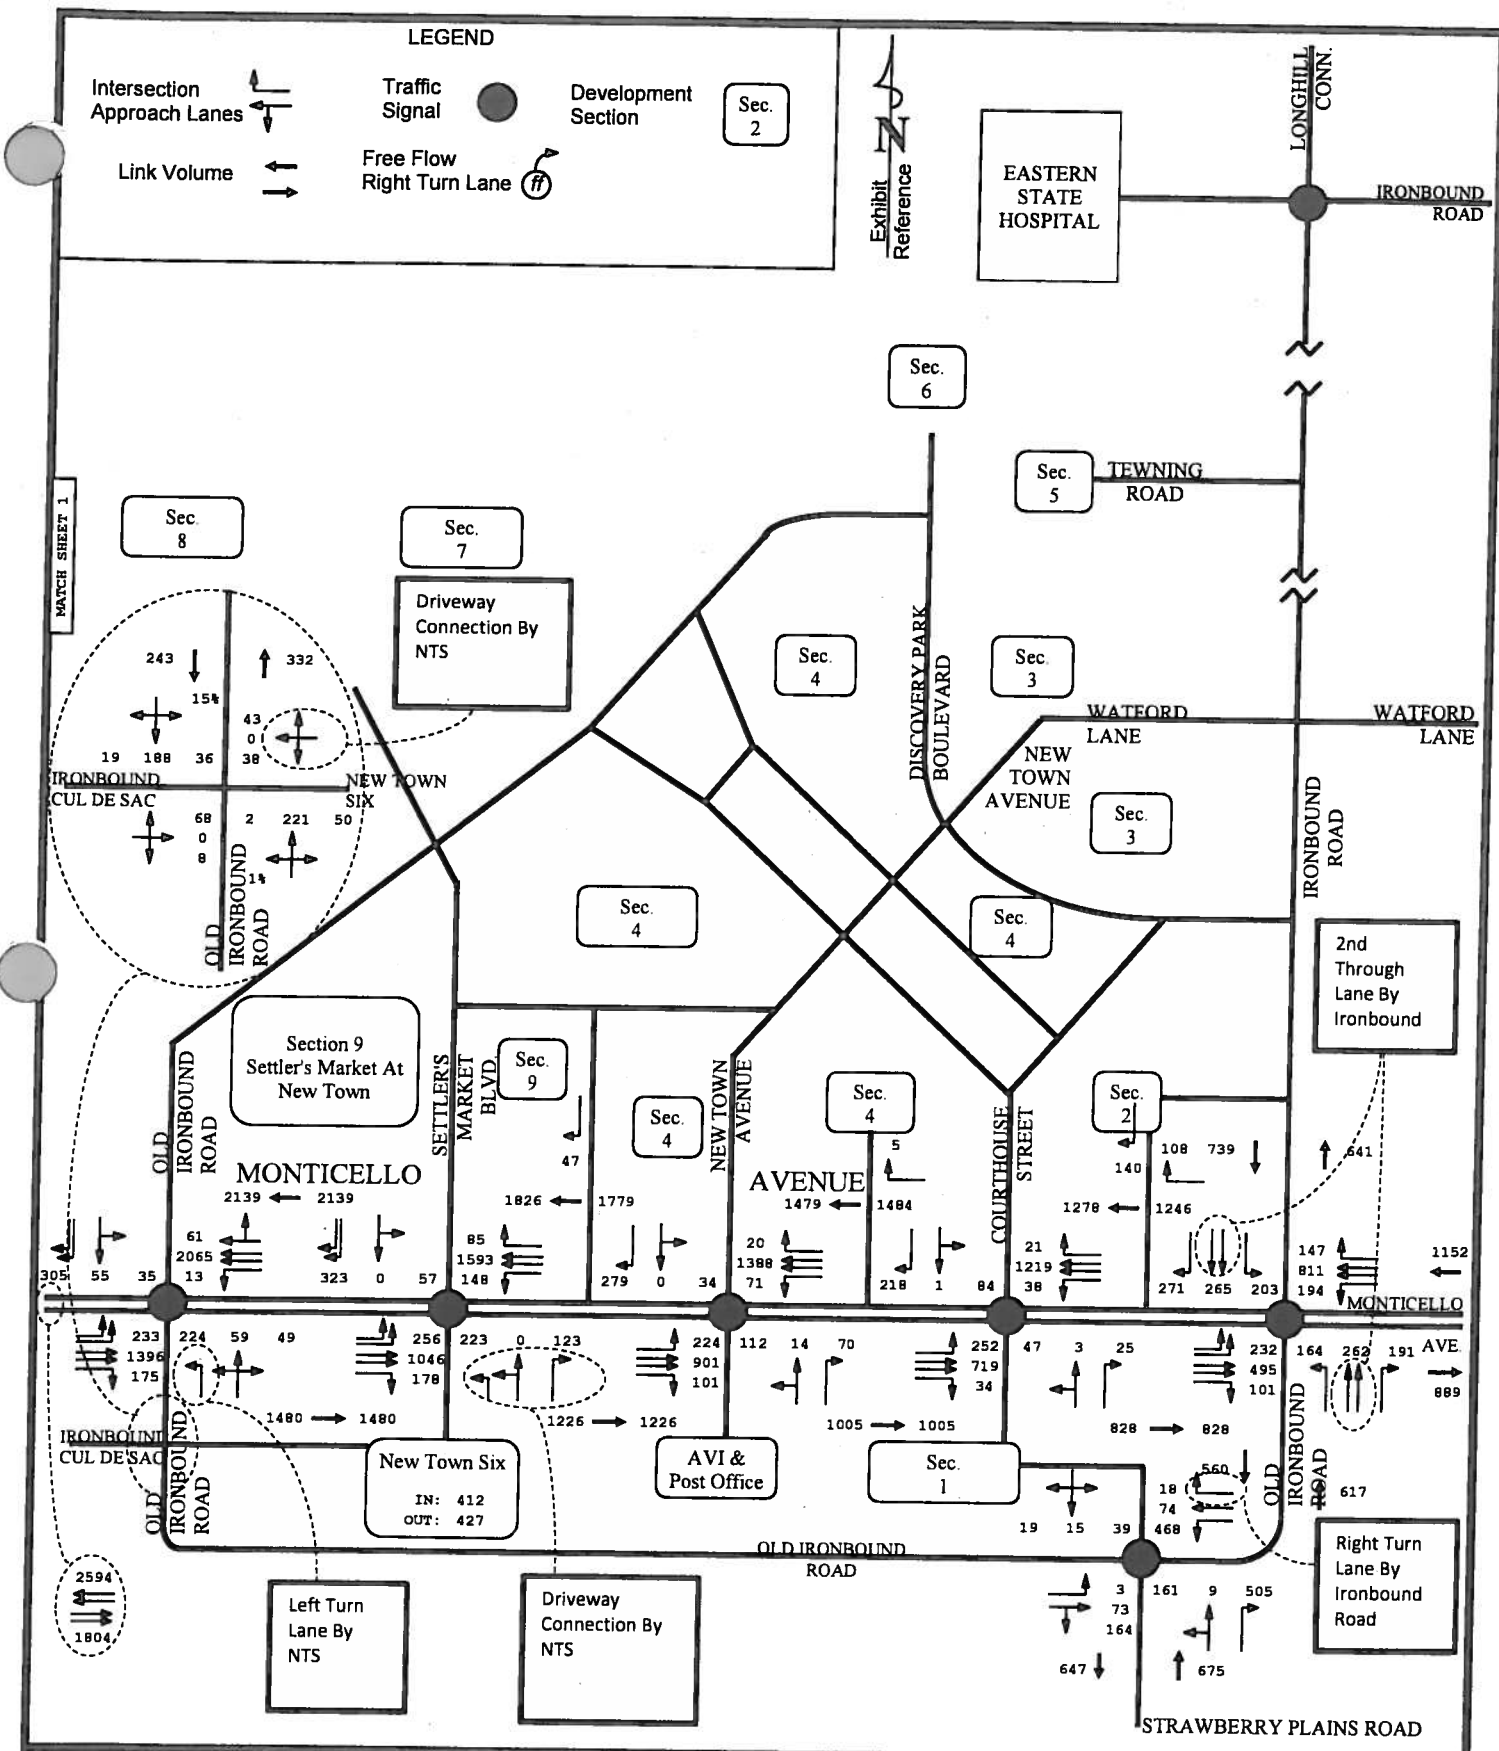 LEGEND
Intersection
Approach Lanes
Traffic
Signal
Development
Section
Sec.
2
Link Volume
Free Flow
Right Turn Lane
ff
N
Exhibit
Reference
EASTERN
STATE
HOSPITAL
LONGHILL
CONN.
IRONBOUND
ROAD
Sec.
6
Sec.
5
TEWNING
ROAD
MATCH SHEET 1
Sec.
8
Sec.
7
Driveway
Connection By
NTS
Sec.
4
Sec.
3
DISCOVERY PARK
BOULEVARD
243
332
15%
43
0
38
19 188 36
IRONBOUND
CUL DE SAC
NEW TOWN
SIX
68
0
8
2 221 50
1%
OLD
IRONBOUND
ROAD
WATFORD
LANE
WATFORD
LANE
NEW
TOWN
AVENUE
Sec.
3
IRONBOUND
ROAD
Sec.
4
Sec.
4
2nd
Through
Lane By
Ironbound
Section 9
Settler's Market At
New Town
OLD
IRONBOUND
ROAD
SETTLER'S
MARKET
BLVD.
Sec.
9
Sec.
4
NEW TOWN
AVENUE
Sec.
4
COURTHOUSE
STREET
Sec.
2
47
5
140
108 739
641
MONTICELLO
AVENUE
2139 2139
1826 1779
1479 1484
1278 1246
61
2065
13
305 55 35
323 0 57
85
1593
148
279 0 34
20
1388
71
218 1 84
21
1219
38
271 265 203
147
811
194
1152
MONTICELLO
AVE.
889
233
1396
175
224 59 49
256
1046
178
223 0 123
224
901
101
112 14 70
252
719
34
47 3 25
232
495
101
164 262 191
1480 1480
1226 1226
1005 1005
828 828
IRONBOUND
CUL DE SAC
OLD
IRONBOUND
ROAD
New Town Six
IN: 412
OUT: 427
AVI &
Post Office
Sec.
1
OLD
IRONBOUND
ROAD
560
617
18
74
468
19 15 39
OLD IRONBOUND
ROAD
2594
1804
Left Turn
Lane By
NTS
Driveway
Connection By
NTS
Right Turn
Lane By
Ironbound
Road
3
73
164
161 9 505
647
675
STRAWBERRY PLAINS ROAD